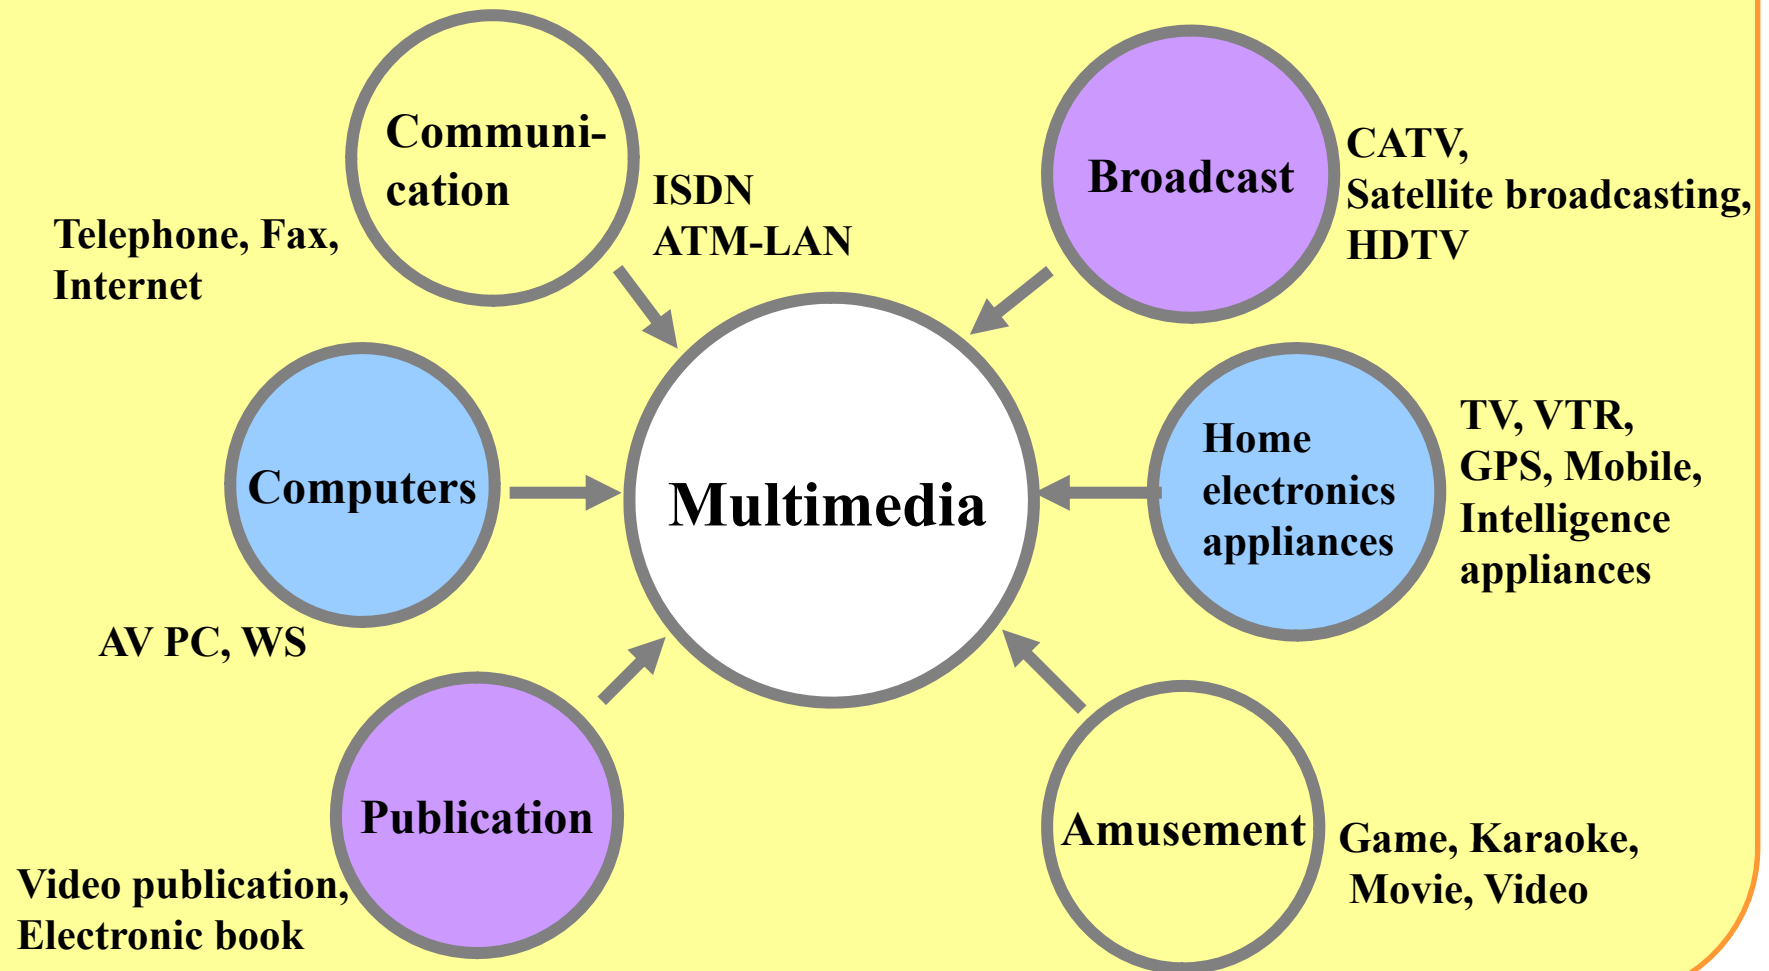 Communi-
cation
Telephone, Fax,
Internet
ISDN
ATM-LAN
Broadcast
CATV,
Satellite broadcasting,
HDTV
Computers
AV PC, WS
Multimedia
Home
electronics
appliances
TV, VTR,
GPS, Mobile,
Intelligence
appliances
Publication
Video publication,
Electronic book
Amusement
Game, Karaoke,
Movie, Video